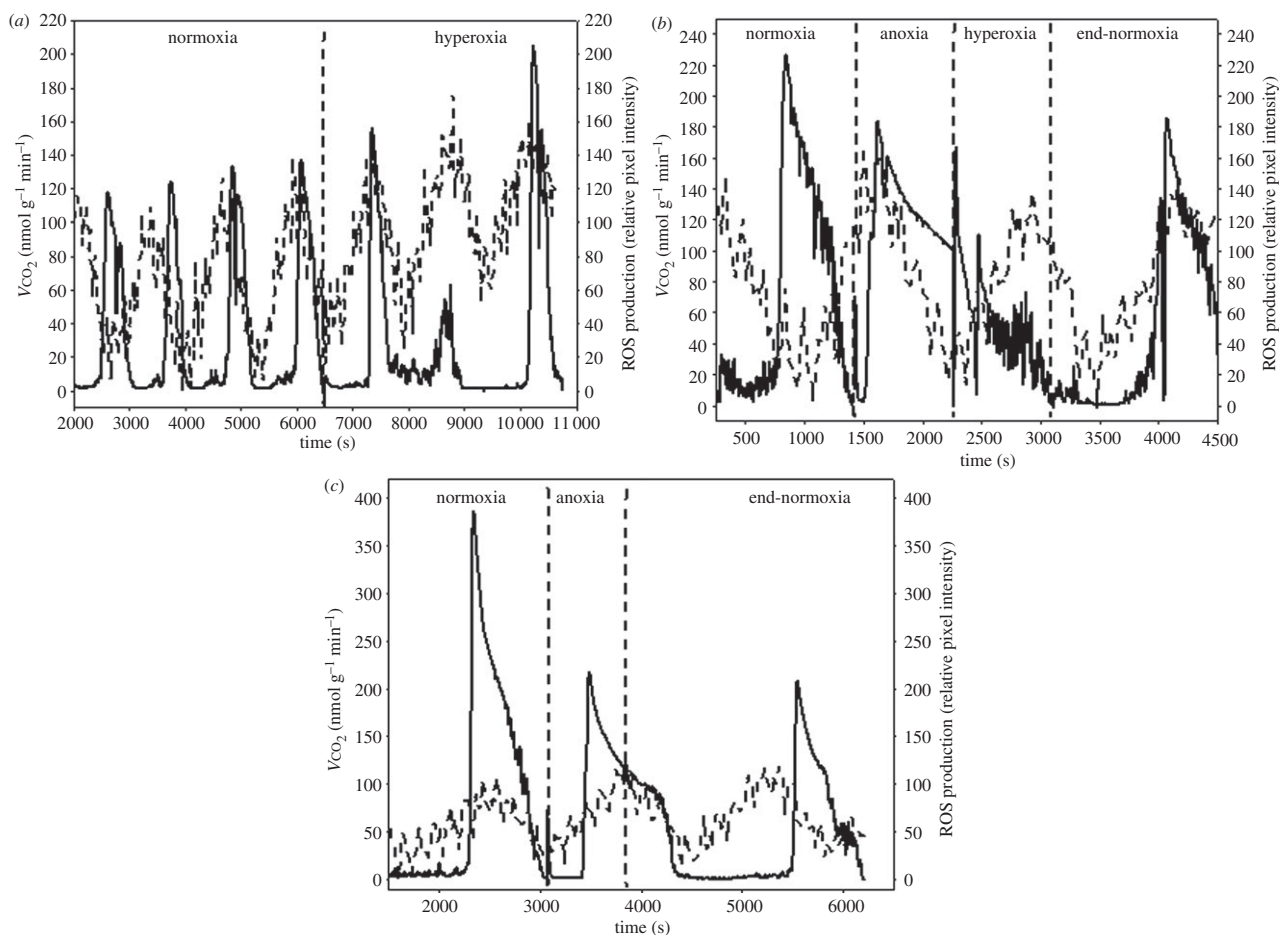 (a)
normoxia hyperoxia
220 200 180 160 140 120 100 80 60 40 20 0
VCO2 (nmol g−1 min−1)
220 200 180 160 140 120 100 80 60 40 20 0
ROS production (relative pixel intensity)
2000 3000 4000 5000 6000 7000 8000 9000 10 000 11 000
time (s)
(b)
normoxia anoxia hyperoxia end-normoxia
240 220 200 180 160 140 120 100 80 60 40 20 0
VCO2 (nmol g−1 min−1)
240 220 200 180 160 140 120 100 80 60 40 20 0
ROS production (relative pixel intensity)
500 1000 1500 2000 2500 3000 3500 4000 4500
time (s)
(c)
normoxia anoxia end-normoxia
400 350 300 250 200 150 100 50 0
VCO2 (nmol g−1 min−1)
400 350 300 250 200 150 100 50 0
ROS production (relative pixel intensity)
2000 3000 4000 5000 6000
time (s)